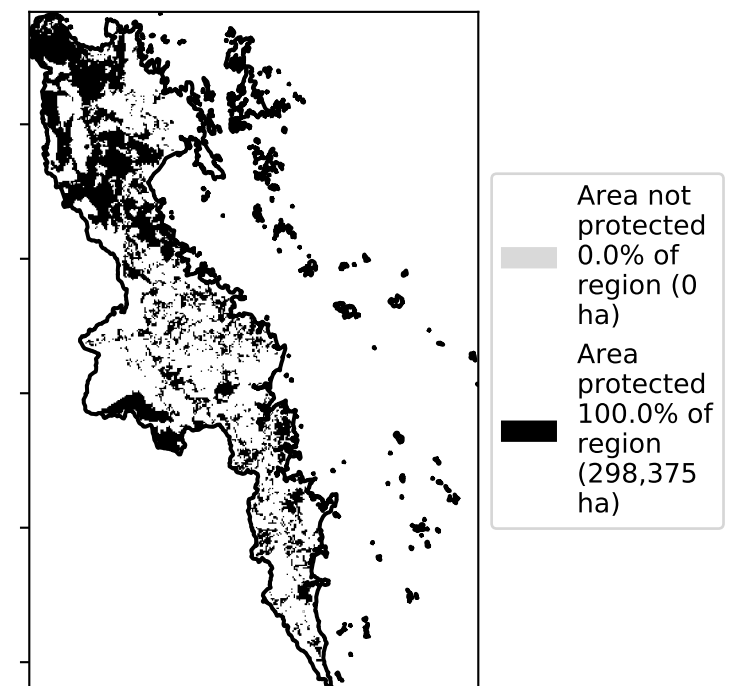 Area not
protected
0.0% of
region (0
ha)
Area
protected
100.0% of
region
(298,375
ha)